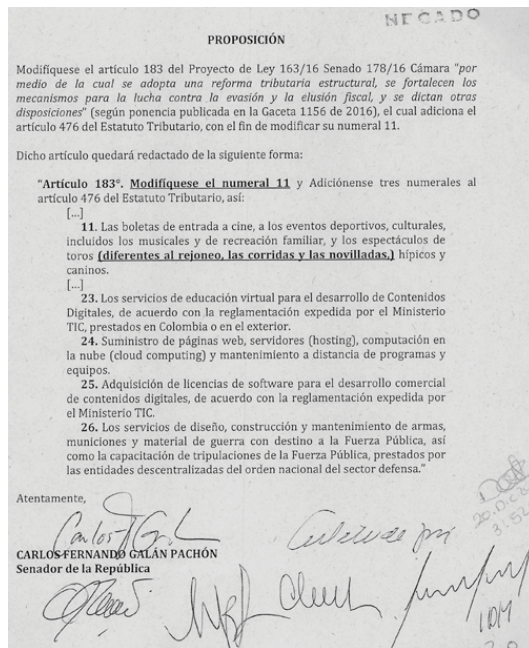 NEGADO
PROPOSICIÓN
Modifíquese el artículo 183 del Proyecto de Ley 163/16 Senado 178/16 Cámara "por
medio de la cual se adopta una reforma tributaria estructural, se fortalecen los
mecanismos para la lucha contra la evasión y la elusión fiscal, y se dictan otras
disposiciones" (según ponencia publicada en la Gaceta 1156 de 2016), el cual adiciona el
artículo 476 del Estatuto Tributario, con el fin de modificar su numeral 11.
Dicho artículo quedará redactado de la siguiente forma:
"Artículo 183°. Modifíquese el numeral 11 y Adiciónense tres numerales al
artículo 476 del Estatuto Tributario, así:
[...]
11. Las boletas de entrada a cine, a los eventos deportivos, culturales,
incluidos los musicales y de recreación familiar, y los espectáculos de
toros (diferentes al rejoneo, las corridas y las novilladas,) hípicos y
caninos.
[...]
23. Los servicios de educación virtual para el desarrollo de Contenidos
Digitales, de acuerdo con la reglamentación expedida por el Ministerio
TIC, prestados en Colombia o en el exterior.
24. Suministro de páginas web, servidores (hosting), computación en
la nube (cloud computing) y mantenimiento a distancia de programas y
equipos.
25. Adquisición de licencias de software para el desarrollo comercial
de contenidos digitales, de acuerdo con la reglamentación expedida por
el Ministerio TIC.
26. Los servicios de diseño, construcción y mantenimiento de armas,
municiones y material de guerra con destino a la Fuerza Pública, así
como la capacitación de tripulaciones de la Fuerza Pública, prestados por
las entidades descentralizadas del orden nacional del sector defensa."
Atentamente,
20.DIC.
3:52
CARLOS FERNANDO GALÁN PACHÓN
Senador de la República